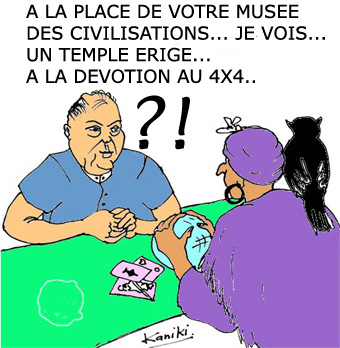 A LA PLACE DE VOTRE MUSEE
DES CIVILISATIONS... JE VOIS...
UN TEMPLE ERIGE...
A LA DEVOTION AU 4X4..
?!
Kaniki.